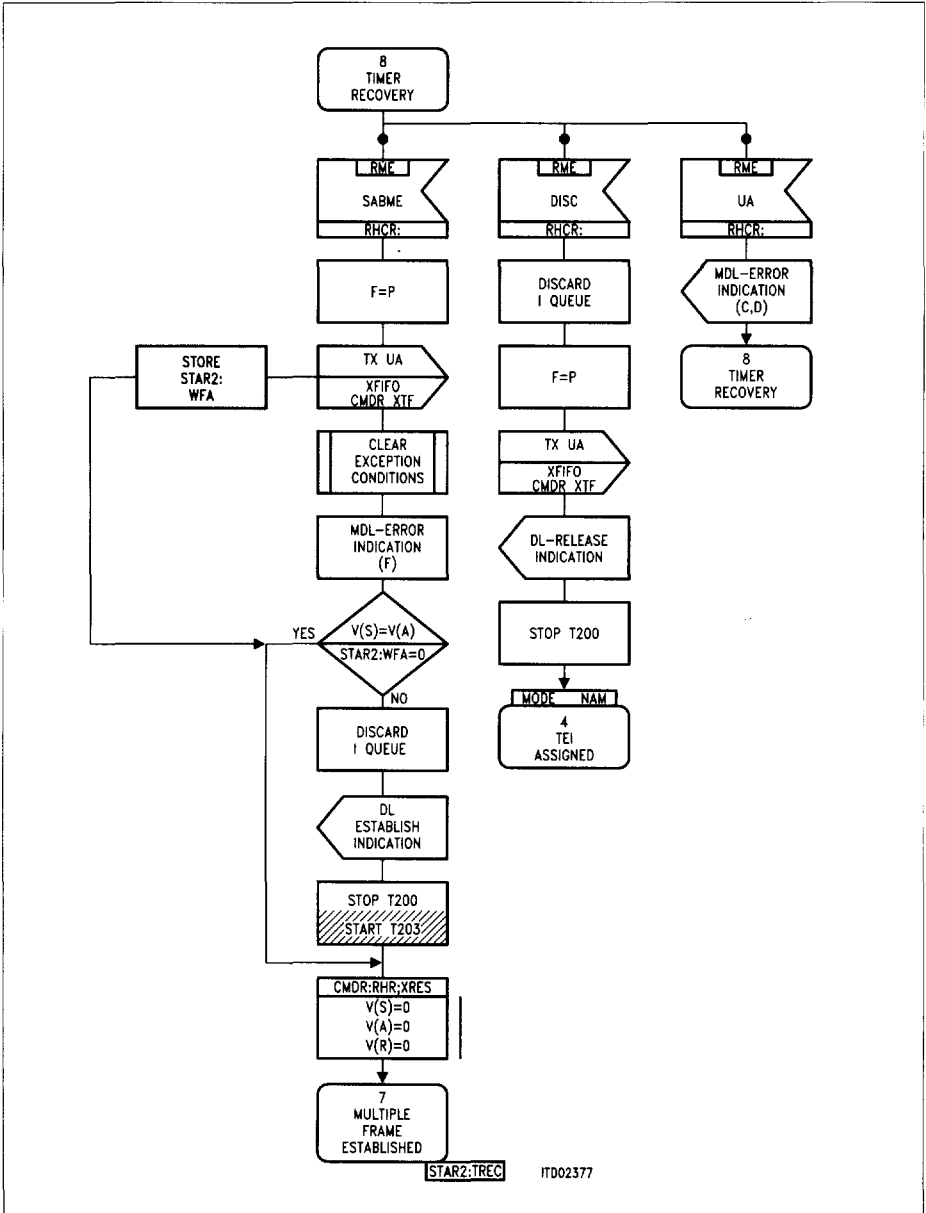 8
TIMER
RECOVERY
RME
SABME
RHCR:
F=P
STORE
STAR2:
WFA
TX UA
XFIFO
CMDR XTF
CLEAR
EXCEPTION
CONDITIONS
MDL-ERROR
INDICATION
(F)
YES
V(S)=V(A)
STAR2:WFA=0
NO
DISCARD
I QUEUE
DL
ESTABLISH
INDICATION
STOP T200
START T203
CMDR:RHR;XRES
V(S)=0
V(A)=0
V(R)=0
7
MULTIPLE
FRAME
ESTABLISHED
STAR2:TREC
RME
DISC
RHCR:
DISCARD
I QUEUE
F=P
TX UA
XFIFO
CMDR XTF
DL-RELEASE
INDICATION
STOP T200
MODE NAM
4
TEI
ASSIGNED
RME
UA
RHCR:
MDL-ERROR
INDICATION
(C,D)
8
TIMER
RECOVERY
ITD02377